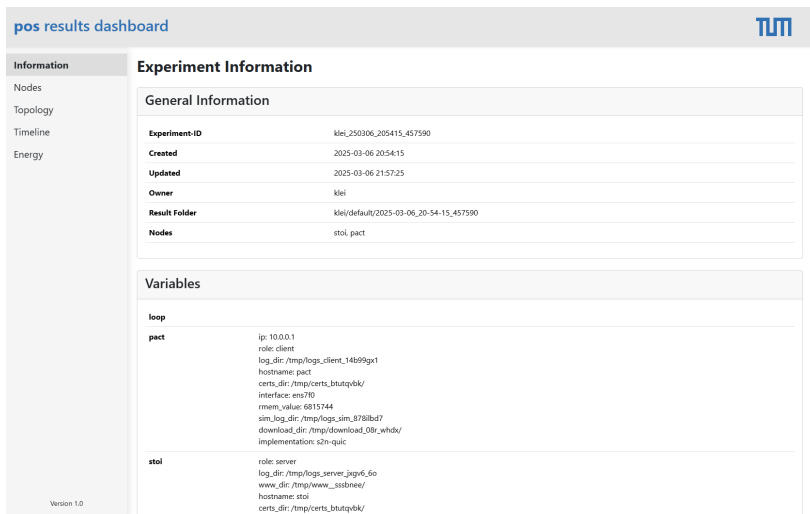 pos results dashboard
TUM
Information
Nodes
Topology
Timeline
Energy
Version 1.0
Experiment Information
General Information
Experiment-ID klei_250306_205415_457590
Created 2025-03-06 20:54:15
Updated 2025-03-06 21:57:25
Owner klei
Result Folder klei/default/2025-03-06_20-54-15_457590
Nodes stoi, pact
Variables
loop
pact ip: 10.0.0.1
role: client
log_dir: /tmp/logs_client_14b99gx1
hostname: pact
certs_dir: /tmp/certs_btutqvbk/
interface: ens7f0
rmem_value: 6815744
sim_log_dir: /tmp/logs_sim_878ilbd7
download_dir: /tmp/download_08r_whdx/
implementation: s2n-quic
stoi role: server
log_dir: /tmp/logs_server_jxgv6_6o
www_dir: /tmp/www__sssbnee/
hostname: stoi
certs_dir: /tmp/certs_btutqvbk/